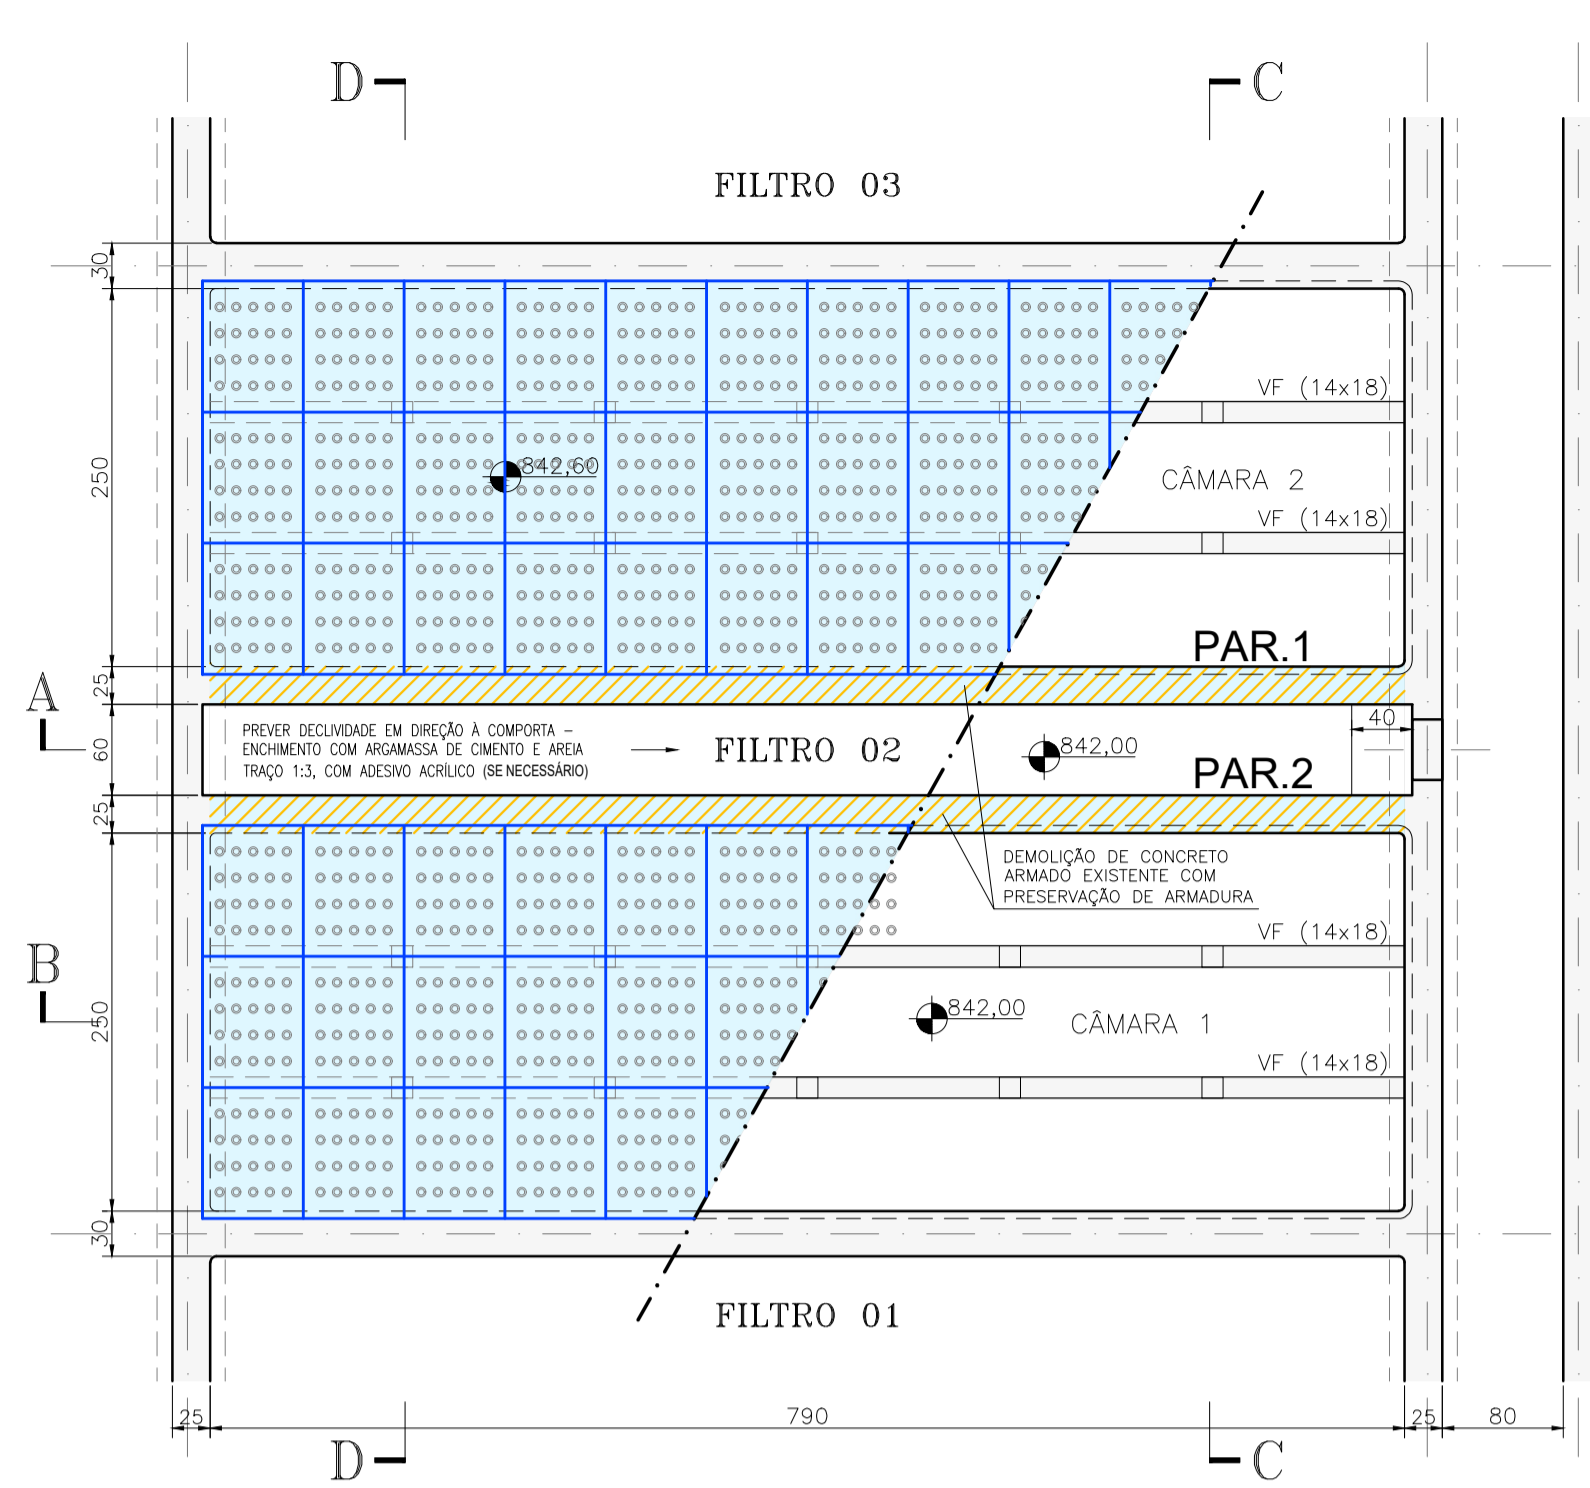 D
C
FILTRO 03
30
VF (14x18)
250
842,60
CÂMARA 2
VF (14x18)
PAR.1
25
A
40
PREVER DECLIVIDADE EM DIREÇÃO À COMPORTA –
ENCHIMENTO COM ARGAMASSA DE CIMENTO E AREIA
TRAÇO 1:3, COM ADESIVO ACRÍLICO (SE NECESSÁRIO)
FILTRO 02
842,00
60
PAR.2
25
DEMOLIÇÃO DE CONCRETO
ARMADO EXISTENTE COM
PRESERVAÇÃO DE ARMADURA
VF (14x18)
B
250
842,00
CÂMARA 1
VF (14x18)
30
FILTRO 01
25
790
25
80
D
C